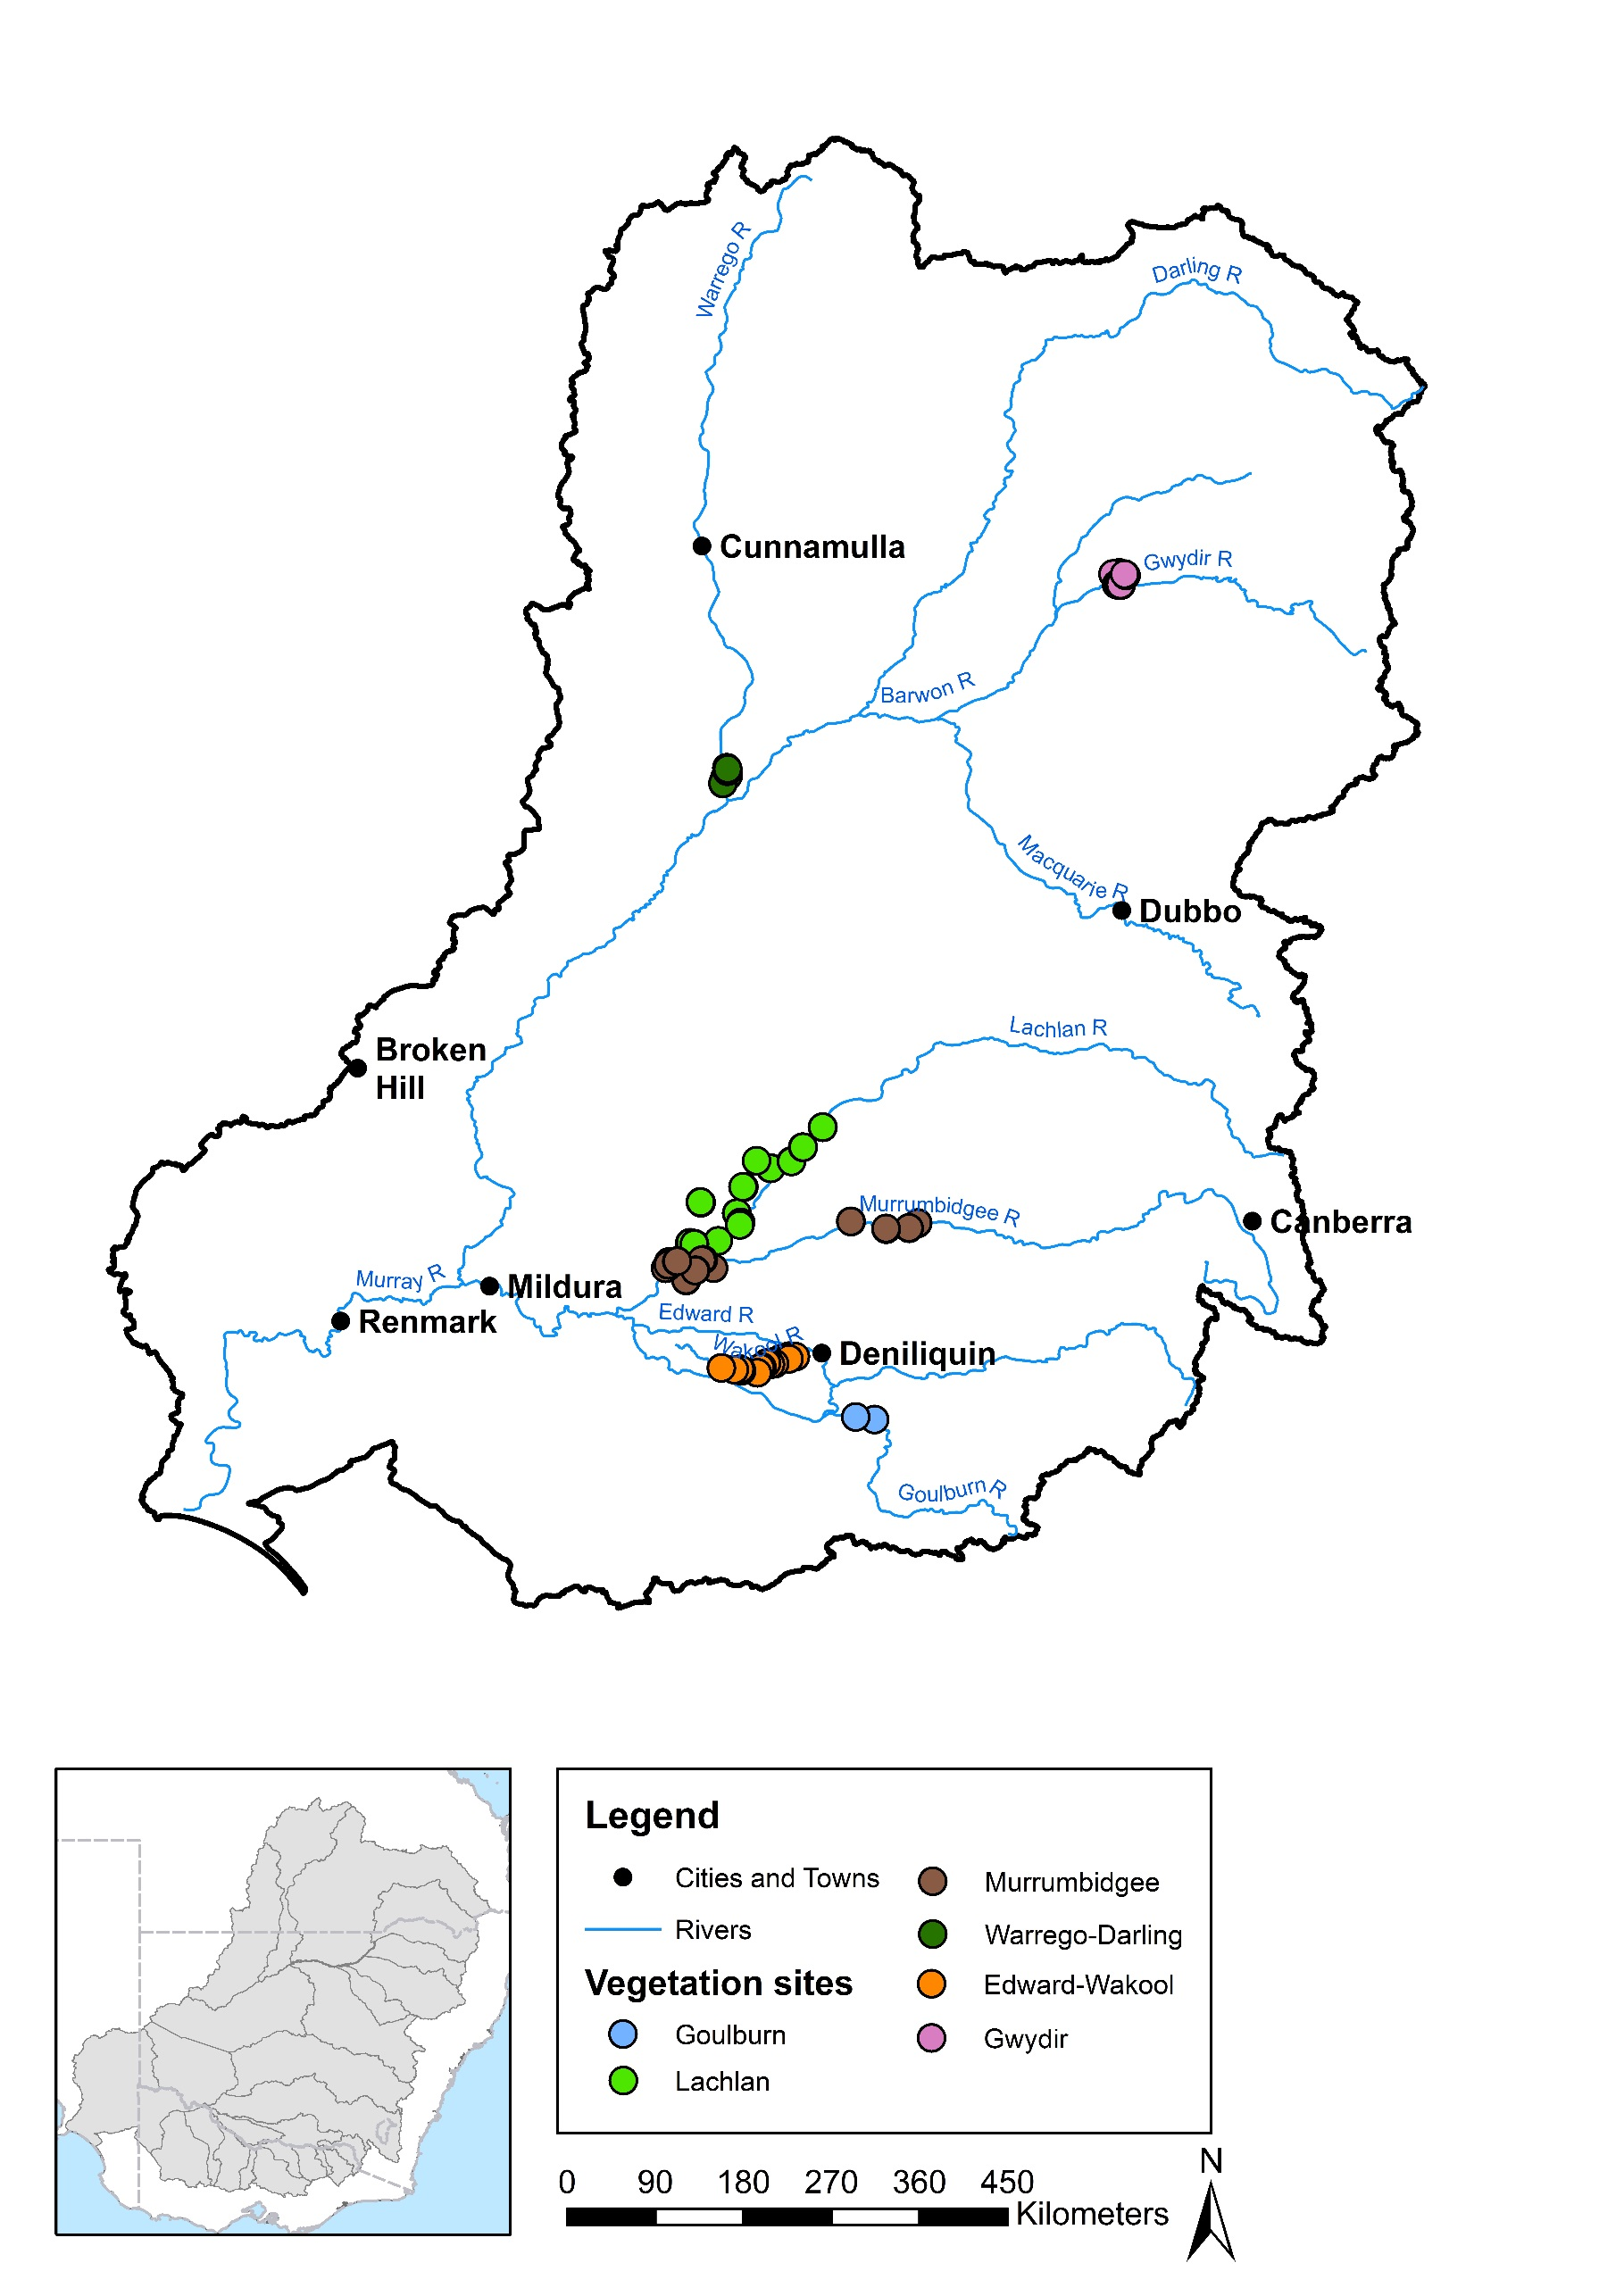 Warrego R
Darling R
Cunnamulla
Gwydir R
Barwon R
Macquarie R
Dubbo
Lachlan R
Broken
Hill
Murrumbidgee R
Canberra
Murray R
Mildura
Renmark
Edward R
Wakool R
Deniliquin
Goulburn R
Legend
Cities and Towns
Rivers
Vegetation sites
Goulburn
Lachlan
Murrumbidgee
Warrego-Darling
Edward-Wakool
Gwydir
0 90 180 270 360 450
Kilometers
N